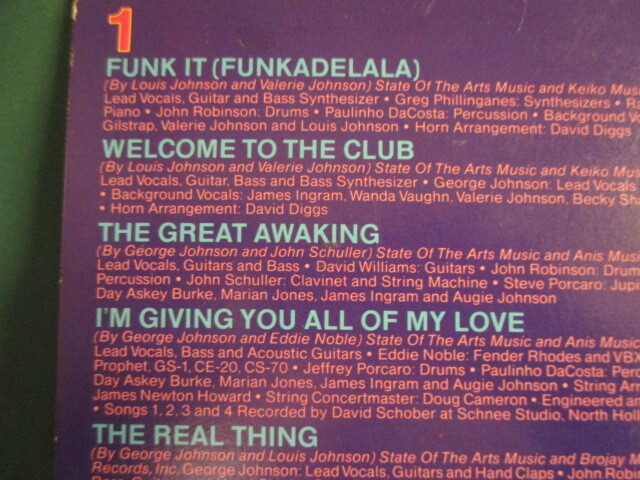 1
FUNK IT (FUNKADELALA)
(By Louis Johnson and Valerie Johnson) State Of The Arts Music and Keiko Mus
Lead Vocals, Guitar and Bass Synthesizer • Greg Phillinganes: Synthesizers •
Piano • John Robinson: Drums • Paulinho DaCosta: Percussion • Background Vo
Gilstrap, Valerie Johnson and Louis Johnson • Horn Arrangement: David Diggs
WELCOME TO THE CLUB
(By Louis Johnson and Valerie Johnson) State Of The Arts Music and Keiko Mus
Lead Vocals, Guitar, Bass and Bass Synthesizer • George Johnson: Lead Vocals
• Background Vocals: James Ingram, Wanda Vaughn, Valerie Johnson, Becky Sha
• Horn Arrangement: David Diggs
THE GREAT AWAKING
(By George Johnson and John Schuller) State Of The Arts Music and Anis Music
Lead Vocals, Guitars and Bass • David Williams: Guitars • John Robinson: Drum
Percussion • John Schuller: Clavinet and String Machine • Steve Porcaro: Jupi
Day Askey Burke, Marian Jones, James Ingram and Augie Johnson
I'M GIVING YOU ALL OF MY LOVE
(By George Johnson and Eddie Noble) State Of The Arts Music and Anis Music
Lead Vocals, Bass and Acoustic Guitars • Eddie Noble: Fender Rhodes and VBX
Prophet, GS-1, CE-20, CS-70 • Jeffrey Porcaro: Drums • Paulinho DaCosta: Perc
Day Askey Burke, Marian Jones, James Ingram and Augie Johnson • String Arr
James Newton Howard • String Concertmaster: Doug Cameron • Engineered an
• Songs 1, 2, 3 and 4 Recorded by David Schober at Schnee Studio, North Holl
THE REAL THING
(By George Johnson and Louis Johnson) State Of The Arts Music and Brojay M
Records, Inc. George Johnson: Lead Vocals, Guitars and Hand Claps • John Rob